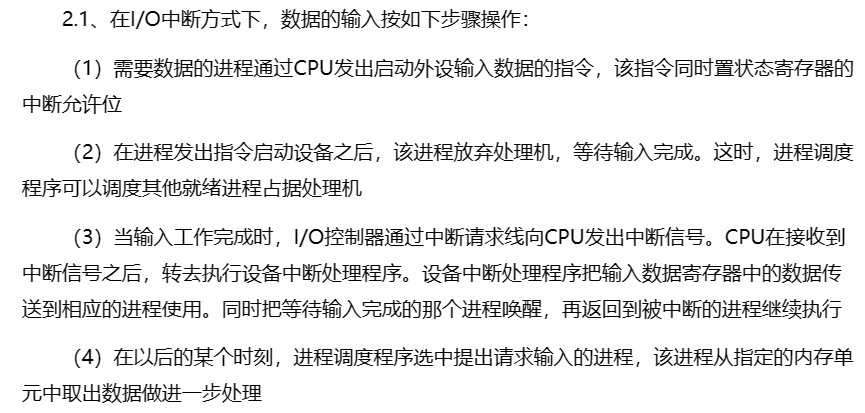 2.1、在I/O中断方式下，数据的输入按如下步骤操作：
（1）需要数据的进程通过CPU发出启动外设输入数据的指令，该指令同时置状态寄存器的
中断允许位
（2）在进程发出指令启动设备之后，该进程放弃处理机，等待输入完成。这时，进程调度
程序可以调度其他就绪进程占据处理机
（3）当输入工作完成时，I/O控制器通过中断请求线向CPU发出中断信号。CPU在接收到
中断信号之后，转去执行设备中断处理程序。设备中断处理程序把输入数据寄存器中的数据传
送到相应的进程使用。同时把等待输入完成的那个进程唤醒，再返回到被中断的进程继续执行
（4）在以后的某个时刻，进程调度程序选中提出请求输入的进程，该进程从指定的内存单
元中取出数据做进一步处理